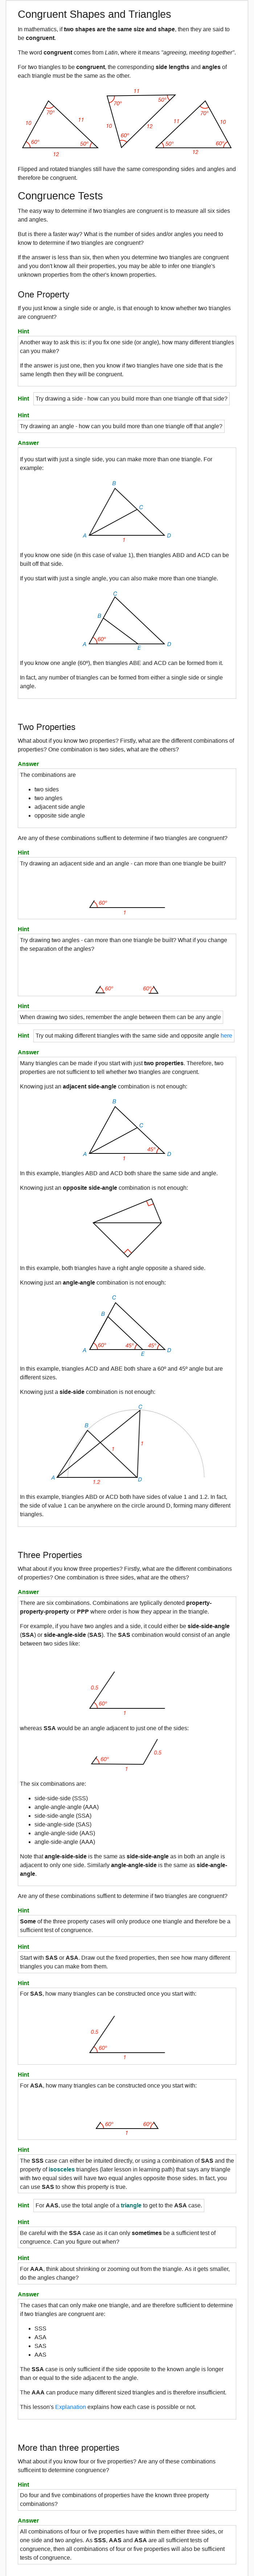 Congruent Shapes and Triangles
In mathematics, if two shapes are the same size and shape, then they are said to
be congruent.
The word congruent comes from Latin, where it means "agreeing, meeting together".
For two triangles to be congruent, the corresponding side lengths and angles of
each triangle must be the same as the other.
70° 10 11 60° 50° 12
11 70° 50° 10 12 60°
70° 11 10 50° 60° 12
Flipped and rotated triangles still have the same corresponding sides and angles and
therefore be congruent.
Congruence Tests
The easy way to determine if two triangles are congruent is to measure all six sides
and angles.
But is there a faster way? What is the number of sides and/or angles you need to
know to determine if two triangles are congruent?
If the answer is less than six, then when you determine two triangles are congruent
and you don't know all their properties, you may be able to infer one triangle's
unknown properties from the other's known properties.
One Property
If you just know a single side or angle, is that enough to know whether two triangles
are congruent?
Hint
Another way to ask this is: if you fix one side (or angle), how many different triangles
can you make?
If the answer is just one, then you know if two triangles have one side that is the
same length then they will be congruent.
Hint Try drawing a side - how can you build more than one triangle off that side?
Hint
Try drawing an angle - how can you build more than one triangle off that angle?
Answer
If you start with just a single side, you can make more than one triangle. For
example:
B
C
A D
1
If you know one side (in this case of value 1), then triangles ABD and ACD can be
built off that side.
If you start with just a single angle, you can also make more than one triangle.
C
B
A 60° D
E
If you know one angle (60º), then triangles ABE and ACD can be formed from it.
In fact, any number of triangles can be formed from either a single side or single
angle.
Two Properties
What about if you know two properties? Firstly, what are the different combinations of
properties? One combination is two sides, what are the others?
Answer
The combinations are
• two sides
• two angles
• adjacent side angle
• opposite side angle
Are any of these combinations suffient to determine if two triangles are congruent?
Hint
Try drawing an adjacent side and an angle - can more than one triangle be built?
60°
1
Hint
Try drawing two angles - can more than one triangle be built? What if you change
the separation of the angles?
60° 60°
Hint
When drawing two sides, remember the angle between them can be any angle
Hint Try out making different triangles with the same side and opposite angle here
Answer
Many triangles can be made if you start with just two properties. Therefore, two
properties are not sufficient to tell whether two triangles are congruent.
Knowing just an adjacent side-angle combination is not enough:
B
C
45°
A D
1
In this example, triangles ABD and ACD both share the same side and angle.
Knowing just an opposite side-angle combination is not enough:
In this example, both triangles have a right angle opposite a shared side.
Knowing just an angle-angle combination is not enough:
C
B
A 60° 45° 45° D
E
In this example, triangles ACD and ABE both share a 60º and 45º angle but are
different sizes.
Knowing just a side-side combination is not enough:
C
B
1 1
A D
1.2
In this example, triangles ABD or ACD both have sides of value 1 and 1.2. In fact,
the side of value 1 can be anywhere on the circle around D, forming many different
triangles.
Three Properties
What about if you know three properties? Firstly, what are the different combinations
of properties? One combination is three sides, what are the others?
Answer
There are six combinations. Combinations are typically denoted property-
property-property or PPP where order is how they appear in the triangle.
For example, if you have two angles and a side, it could either be side-side-angle
(SSA) or side-angle-side (SAS). The SAS combination would consist of an angle
between two sides like:
0.5
60°
1
whereas SSA would be an angle adjacent to just one of the sides:
60° 0.5
1
The six combinations are:
• side-side-side (SSS)
• angle-angle-angle (AAA)
• side-side-angle (SSA)
• side-angle-side (SAS)
• angle-angle-side (AAS)
• angle-side-angle (AAA)
Note that angle-side-side is the same as side-side-angle as in both an angle is
adjacent to only one side. Similarly angle-angle-side is the same as side-angle-
angle.
Are any of these combinations suffient to determine if two triangles are congruent?
Hint
Some of the three property cases will only produce one triangle and therefore be a
sufficient test of congruence.
Hint
Start with SAS or ASA. Draw out the fixed properties, then see how many different
triangles you can make from them.
Hint
For SAS, how many triangles can be constructed once you start with:
0.5
60°
1
Hint
For ASA, how many triangles can be constructed once you start with:
60° 60°
1
Hint
The SSS case can either be intuited directly, or using a combination of SAS and the
property of isosceles triangles (later lesson in learning path) that says any triangle
with two equal sides will have two equal angles opposite those sides. In fact, you
can use SAS to show this property is true.
Hint For AAS, use the total angle of a triangle to get to the ASA case.
Hint
Be careful with the SSA case as it can only sometimes be a sufficient test of
congruence. Can you figure out when?
Hint
For AAA, think about shrinking or zooming out from the triangle. As it gets smaller,
do the angles change?
Answer
The cases that can only make one triangle, and are therefore sufficient to determine
if two triangles are congruent are:
• SSS
• ASA
• SAS
• AAS
The SSA case is only sufficient if the side opposite to the known angle is longer
than or equal to the side adjacent to the angle.
The AAA can produce many different sized triangles and is therefore insufficient.
This lesson's Explanation explains how each case is possible or not.
More than three properties
What about if you know four or five properties? Are any of these combinations
sufficeint to determine congruence?
Hint
Do four and five combinations of properties have the known three property
combinations?
Answer
All combinations of four or five properties have within them either three sides, or
one side and two angles. As SSS, AAS and ASA are all sufficient tests of
congruence, then all combinations of four or five properties will also be sufficient
tests of congruence.